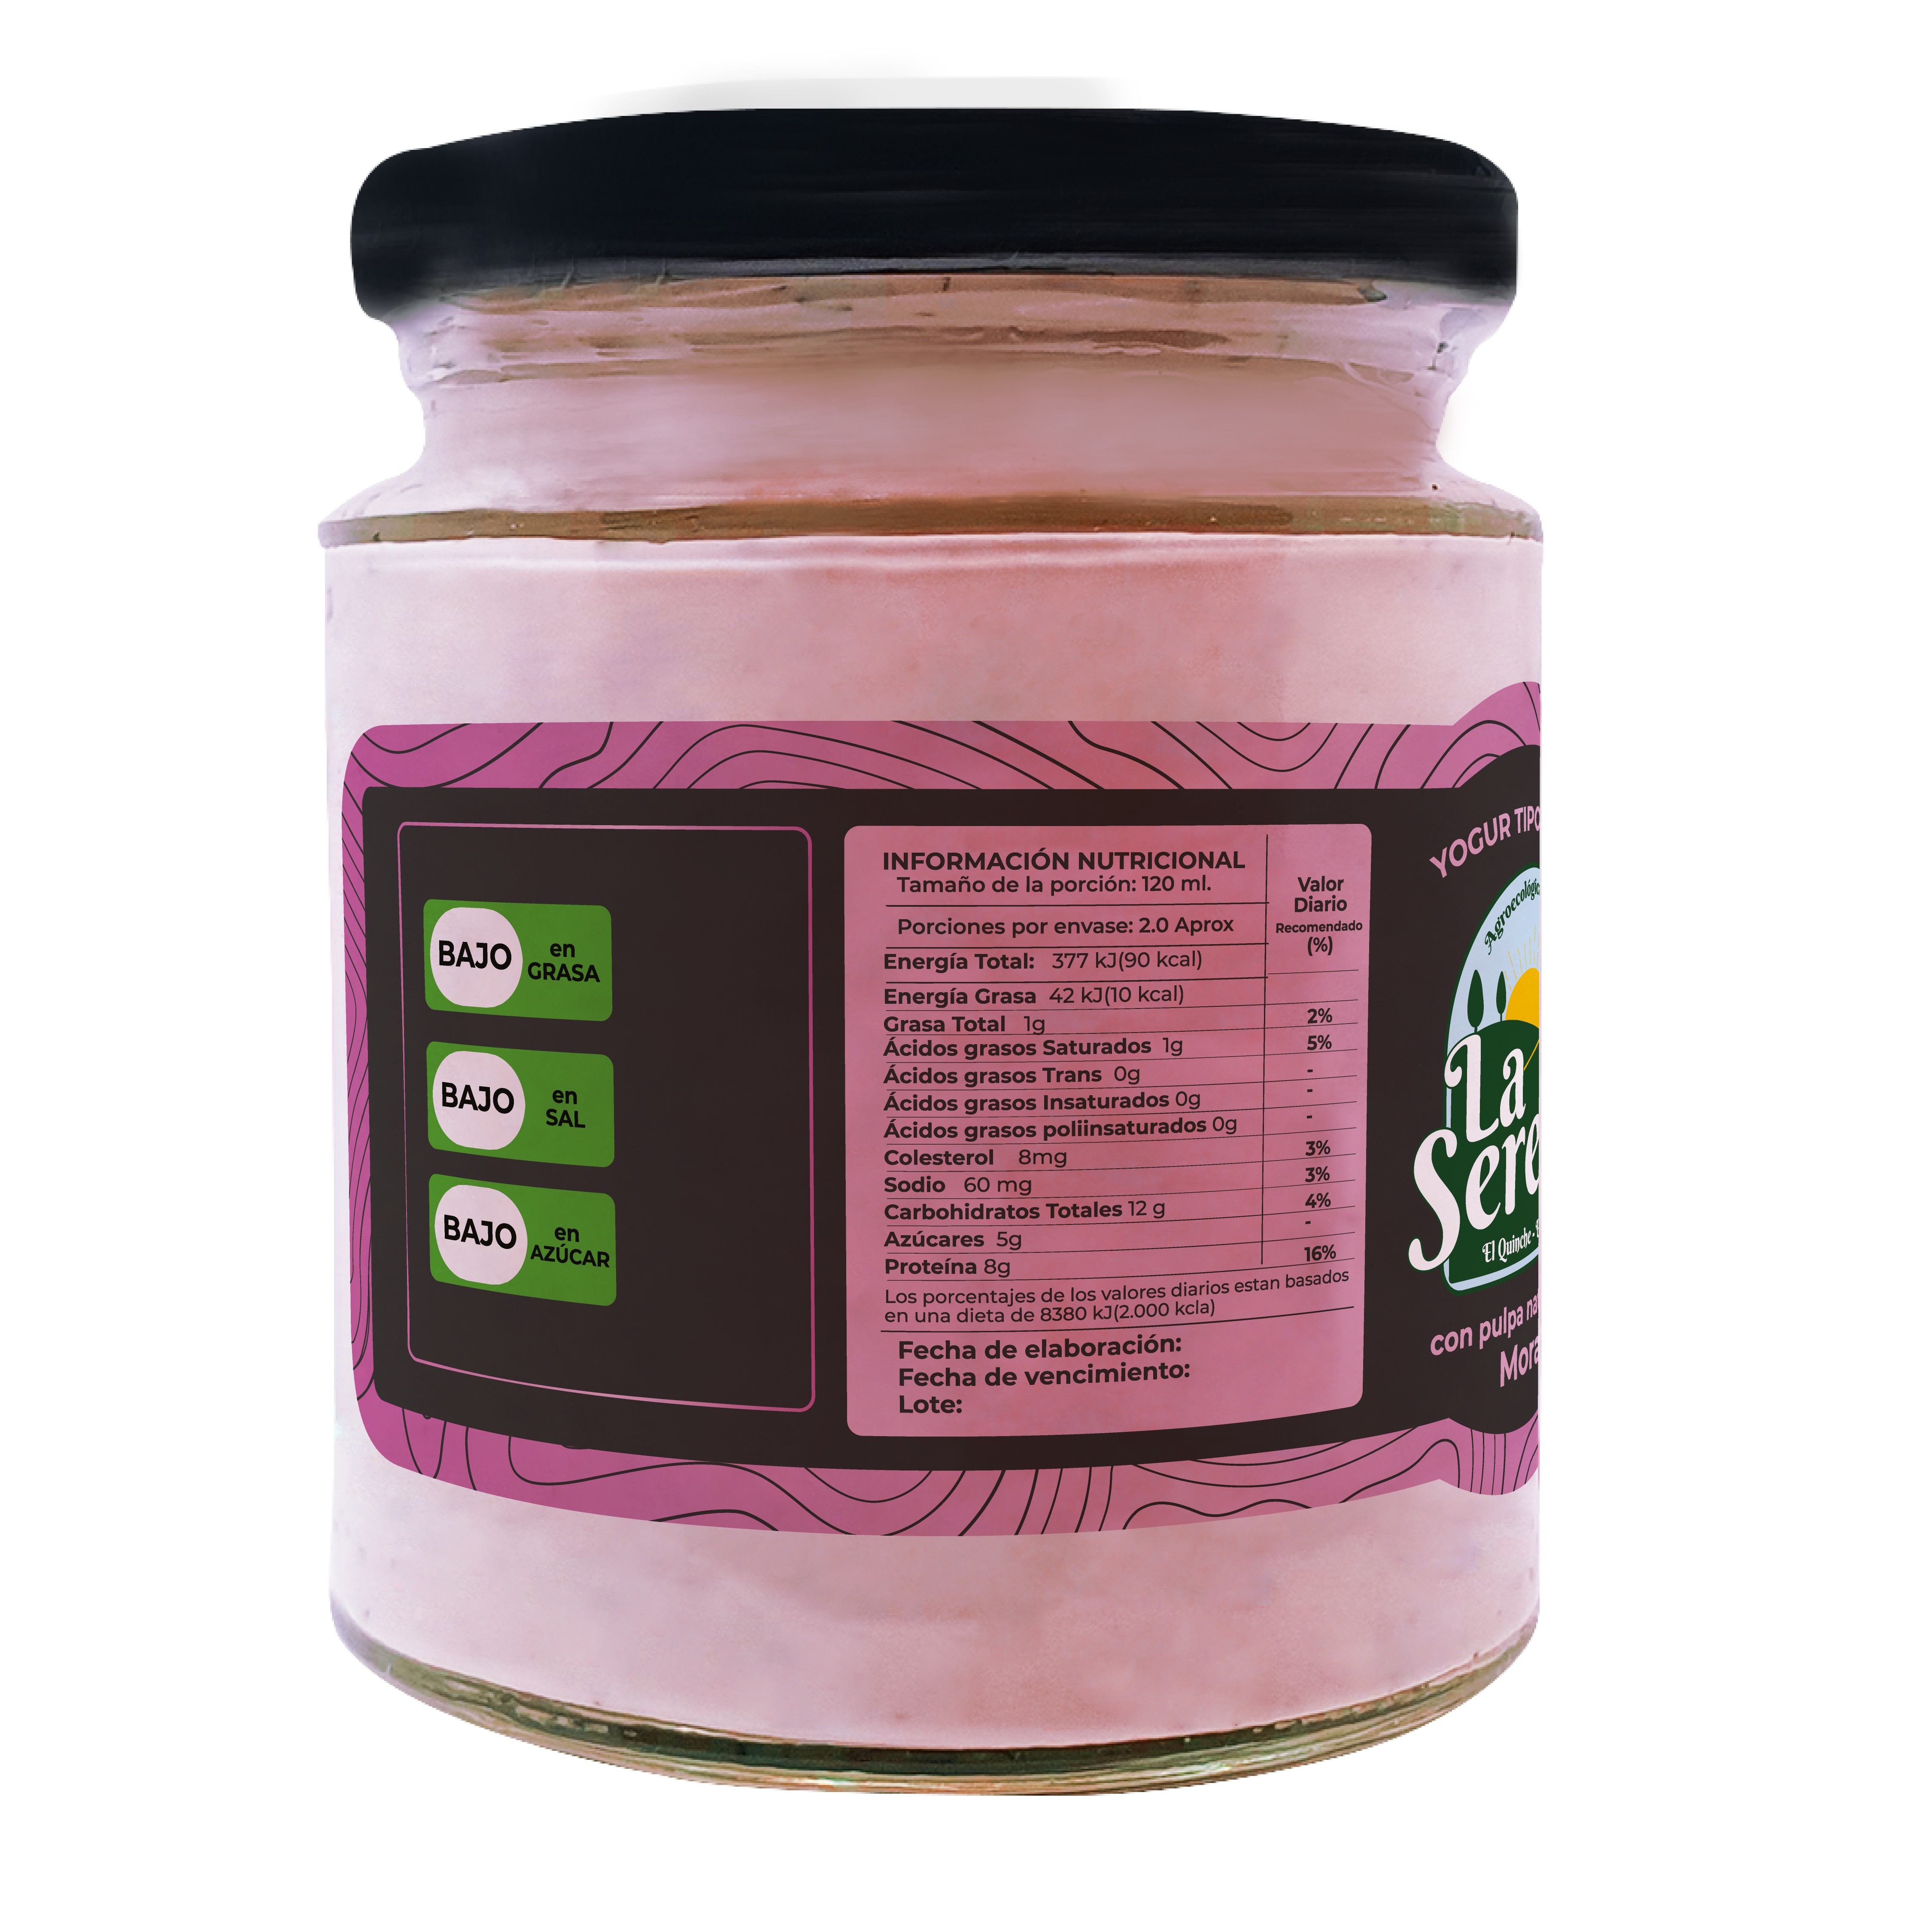 BAJO en
GRASA
BAJO en
SAL
BAJO en
AZÚCAR
INFORMACIÓN NUTRICIONAL
Tamaño de la porción: 120 ml.
Porciones por envase: 2.0 Aprox
Valor
Diario
Recomendado
(%)
Energía Total: 377 kJ(90 kcal)
Energía Grasa 42 kJ(10 kcal)
Grasa Total 1g 2%
Ácidos grasos Saturados 1g 5%
Ácidos grasos Trans 0g -
Ácidos grasos Insaturados 0g -
Ácidos grasos poliinsaturados 0g -
Colesterol 8mg 3%
Sodio 60 mg 3%
Carbohidratos Totales 12 g 4%
Azúcares 5g -
Proteína 8g 16%
Los porcentajes de los valores diarios estan basados
en una dieta de 8380 kJ(2.000 kcla)
Fecha de elaboración:
Fecha de vencimiento:
Lote:
YOGUR TIPO
La
Sere
El Quinche -
con pulpa na
Mora